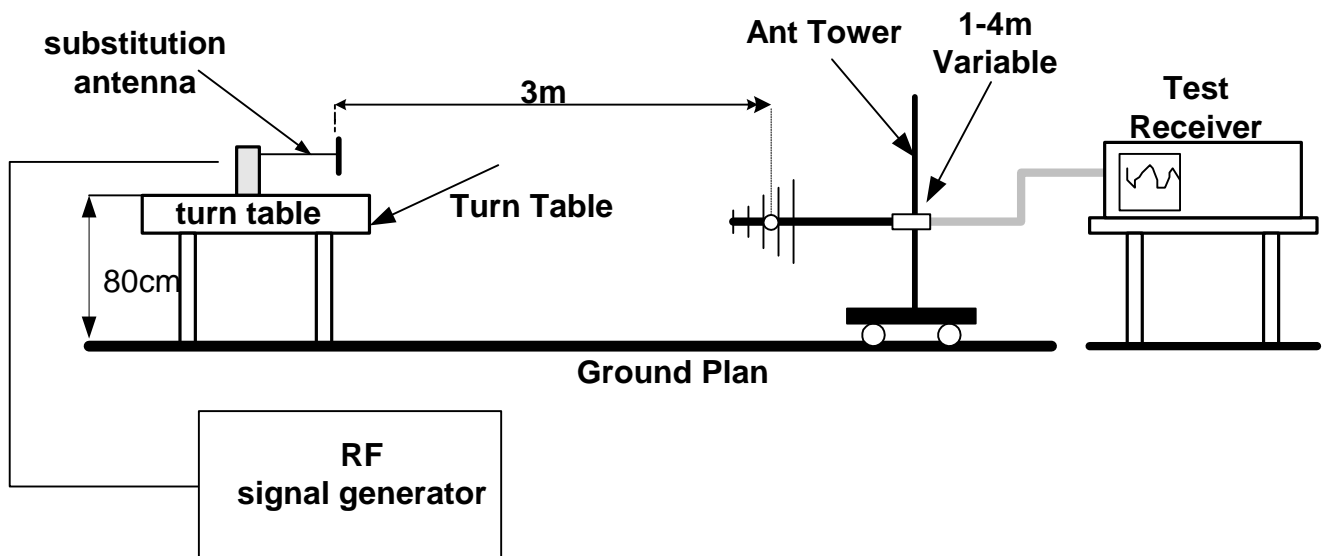 substitution
antenna
3m
Ant Tower
1-4m
Variable
Test
Receiver
turn table
Turn Table
80cm
Ground Plan
RF
signal generator